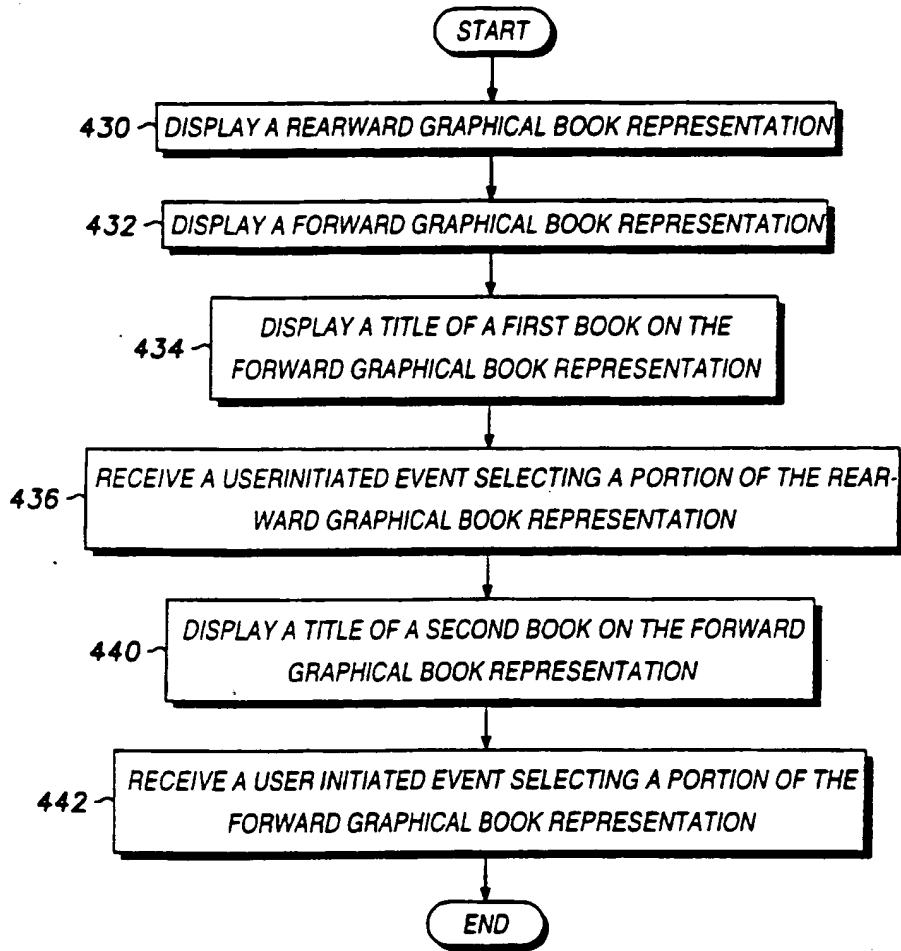 START
430 DISPLAY A REARWARD GRAPHICAL BOOK REPRESENTATION
432 DISPLAY A FORWARD GRAPHICAL BOOK REPRESENTATION
DISPLAY A TITLE OF A FIRST BOOK ON THE
434 FORWARD GRAPHICAL BOOK REPRESENTATION
RECEIVE A USERINITIATED EVENT SELECTING A PORTION OF THE REAR-
436 WARD GRAPHICAL BOOK REPRESENTATION
DISPLAY A TITLE OF A SECOND BOOK ON THE FORWARD
440 GRAPHICAL BOOK REPRESENTATION
RECEIVE A USER INITIATED EVENT SELECTING A PORTION OF THE
442 FORWARD GRAPHICAL BOOK REPRESENTATION
END